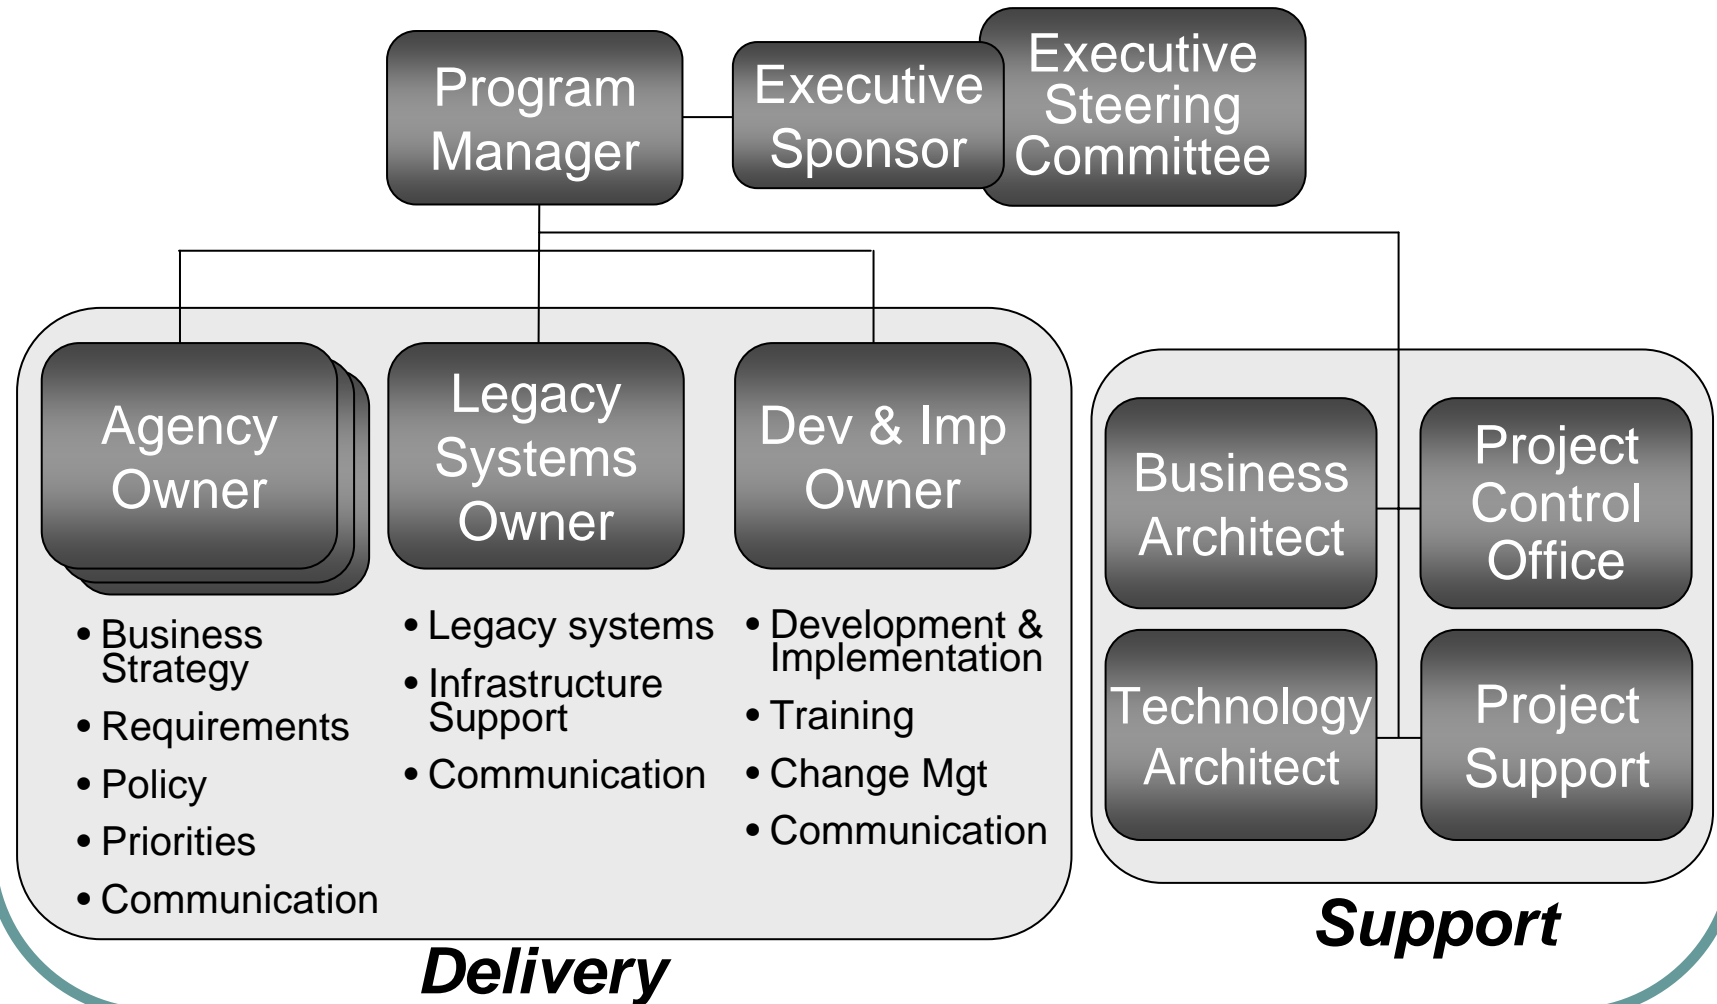 Program
Manager
Executive
Sponsor
Executive
Steering
Committee
Agency
Owner
• Business
Strategy
• Requirements
• Policy
• Priorities
• Communication
Legacy
Systems
Owner
• Legacy systems
• Infrastructure
Support
• Communication
Dev & Imp
Owner
• Development &
Implementation
• Training
• Change Mgt
• Communication
Delivery
Business
Architect
Project
Control
Office
Technology
Architect
Project
Support
Support